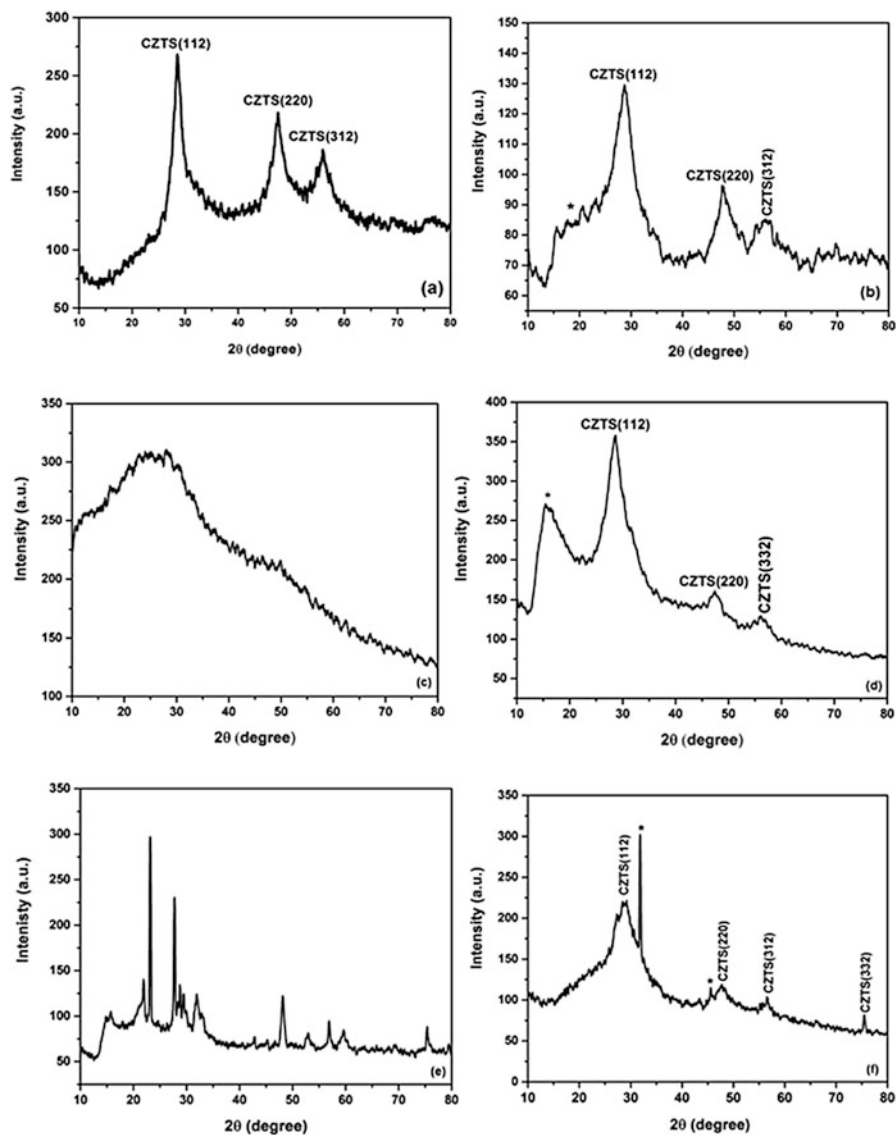 300
250
200
150
100
50
Intensity (a.u.)
CZTS(112)
CZTS(220)
CZTS(312)
(a)
10 20 30 40 50 60 70 80
2θ (degree)
150
140
130
120
110
100
90
80
70
60
Intensity (a.u.)
*
CZTS(112)
CZTS(220)
CZTS(312)
(b)
10 20 30 40 50 60 70 80
2θ (degree)
350
300
250
200
150
100
Intensity (a.u.)
(c)
10 20 30 40 50 60 70 80
2θ (degree)
400
350
300
250
200
150
100
50
Intensity (a.u.)
*
CZTS(112)
CZTS(220)
CZTS(332)
(d)
10 20 30 40 50 60 70 80
2θ (degree)
350
300
250
200
150
100
50
Intenisty (a.u.)
(e)
10 20 30 40 50 60 70 80
2θ (degree)
350
300
250
200
150
100
50
0
Intensity (a.u.)
CZTS(112)
*
*
CZTS(220)
CZTS(312)
CZTS(332)
(f)
10 20 30 40 50 60 70 80
2θ (degree)